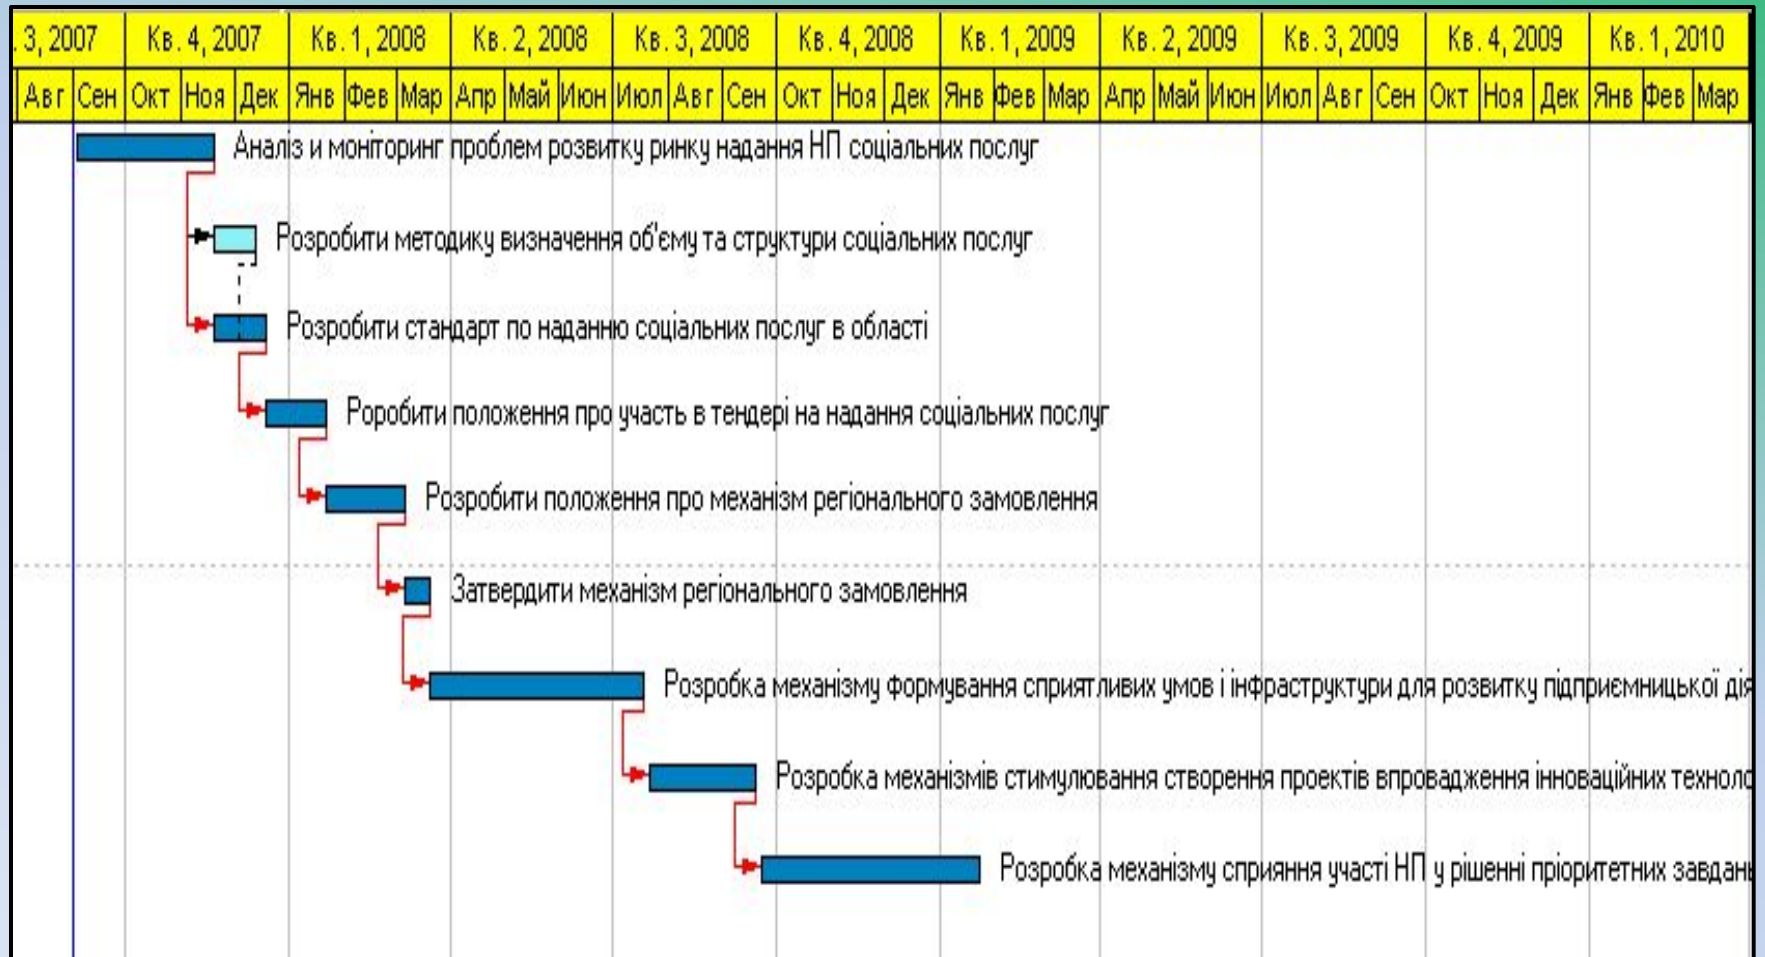 . 3, 2007 Кв. 4, 2007 Кв. 1, 2008 Кв. 2, 2008 Кв. 3, 2008 Кв. 4, 2008 Кв. 1, 2009 Кв. 2, 2009 Кв. 3, 2009 Кв. 4, 2009 Кв. 1, 2010
Авг Сен Окт Ноя Дек Янв Фев Мар Апр Май Июн Июл Авг Сен Окт Ноя Дек Янв Фев Мар Апр Май Июн Июл Авг Сен Окт Ноя Дек Янв Фев Мар
Аналіз и моніторинг проблем розвитку ринку надання НП соціальних послуг
Розробити методику визначення об'єму та структури соціальних послуг
Розробити стандарт по наданню соціальних послуг в області
Роробити положення про участь в тендері на надання соціальних послуг
Розробити положення про механізм регіонального замовлення
Затвердити механізм регіонального замовлення
Розробка механізму формування сприятливих умов і інфраструктури для розвитку підприємницької дія
Розробка механізмів стимулювання створення проектів впровадження інноваційних техноло
Розробка механізму сприяння участі НП у рішенні пріоритетних завдань